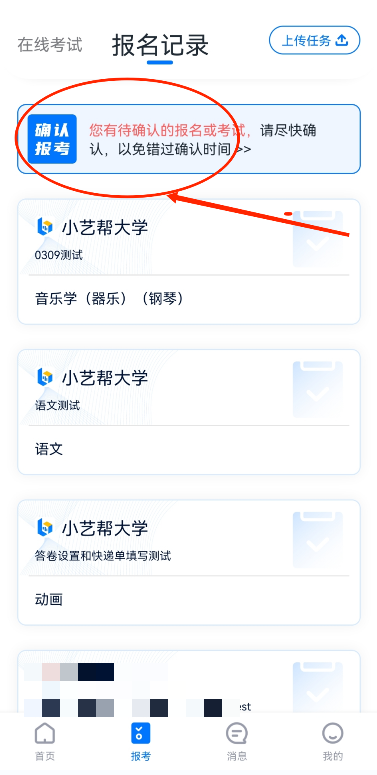 在线考试 报名记录 上传任务
确认报考
您有待确认的报名或考试，请尽快确
认，以免错过确认时间 >>
小艺帮大学
0309测试
音乐学（器乐）（钢琴）
小艺帮大学
语文测试
语文
小艺帮大学
答卷设置和快递单填写测试
动画
首页 报考 消息 我的